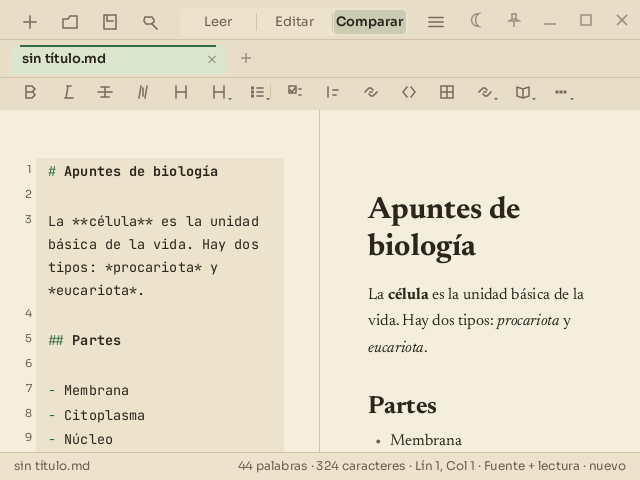 Leer Editar Comparar
sin título.md
1 # Apuntes de biología
2
3 La **célula** es la unidad
básica de la vida. Hay dos
tipos: *procariota* y
*eucariota*.
4
5 ## Partes
6
7 - Membrana
8 - Citoplasma
9 - Núcleo
Apuntes de
biología
La célula es la unidad básica de la
vida. Hay dos tipos: procariota y
eucariota.
Partes
• Membrana
sin título.md
44 palabras · 324 caracteres · Lín 1, Col 1 · Fuente + lectura · nuevo